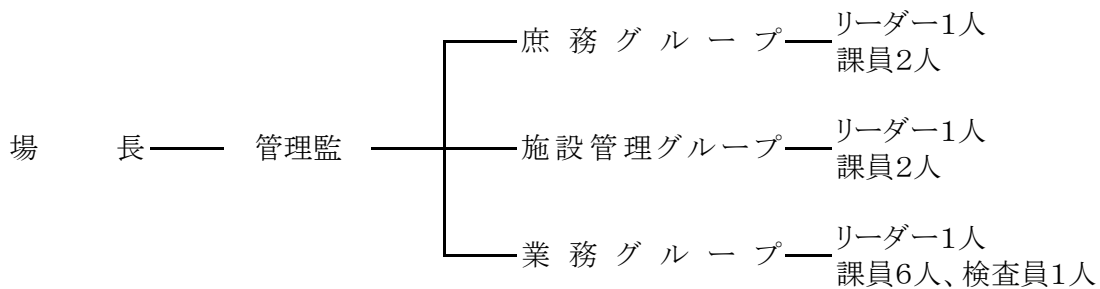 場長
管理監
庶務グループ
リーダー1人
課員2人
施設管理グループ
リーダー1人
課員2人
業務グループ
リーダー1人
課員6人、検査員1人